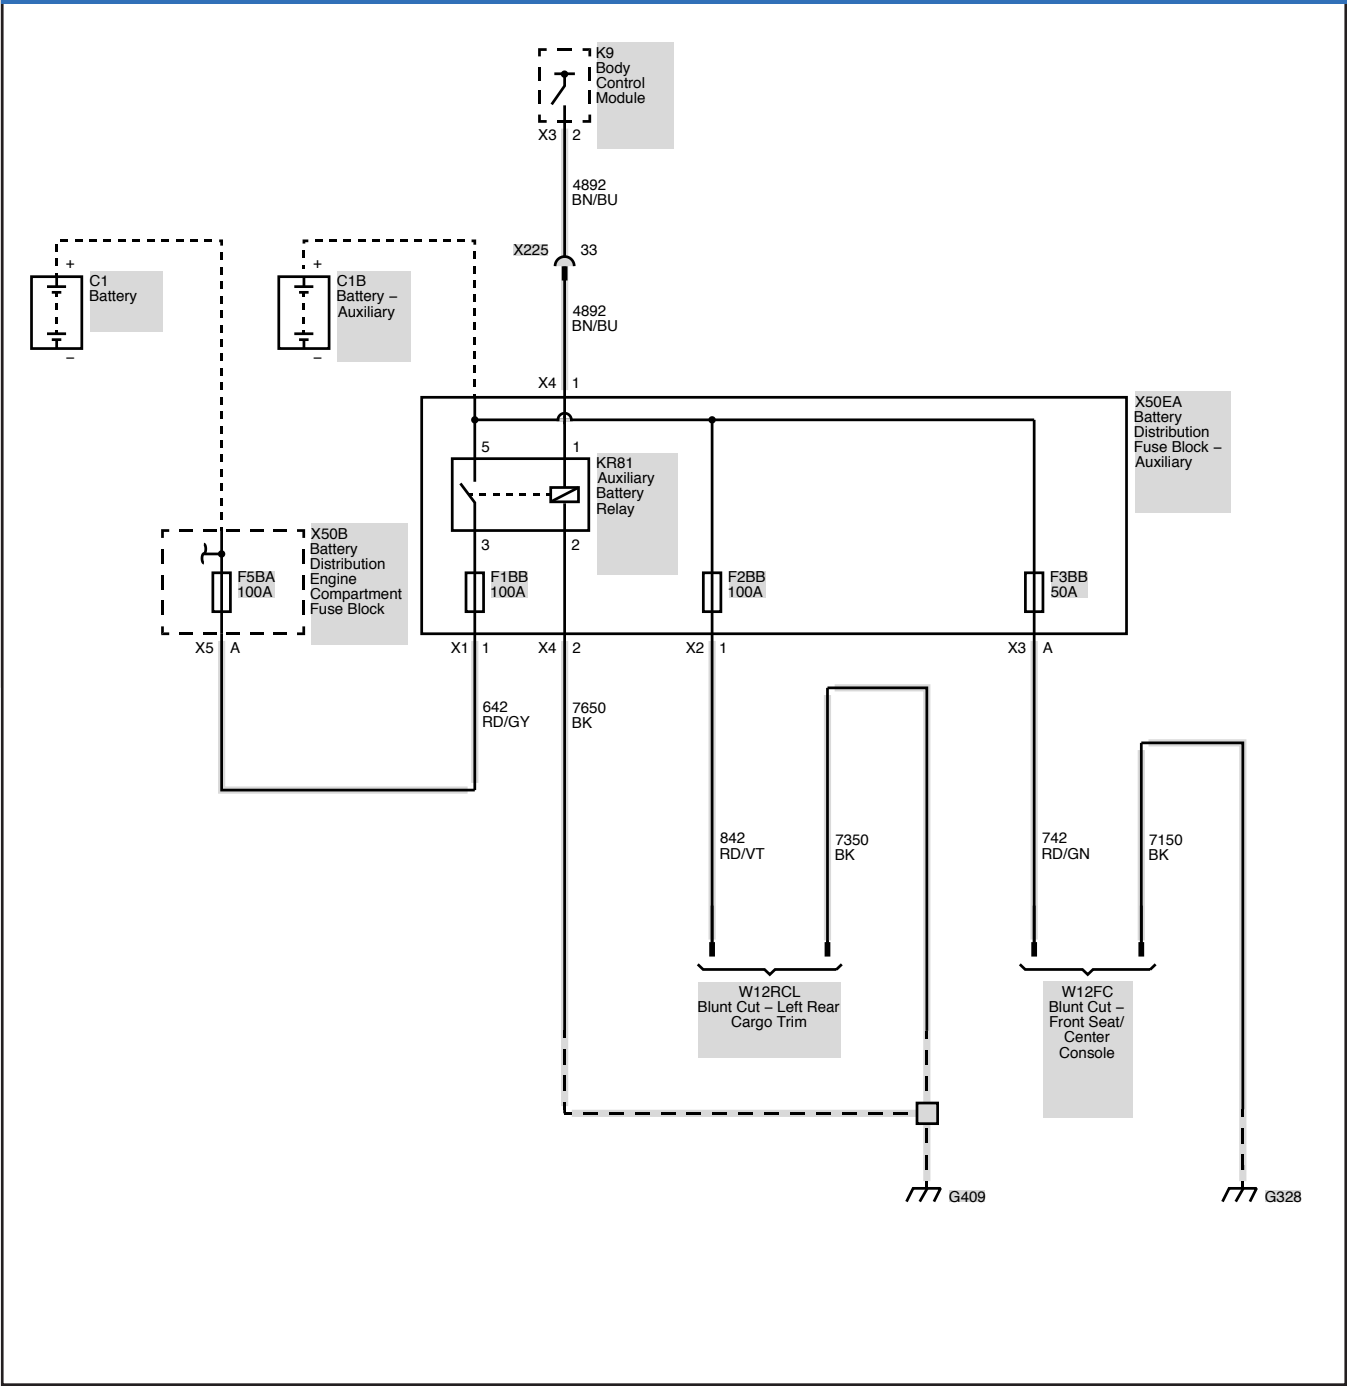 K9
Body
Control
Module
X3 2
4892
BN/BU
X225 33
+
C1
Battery
–
+
C1B
Battery –
Auxiliary
–
4892
BN/BU
X4 1
X50EA
Battery
Distribution
Fuse Block –
Auxiliary
5 1
KR81
Auxiliary
Battery
Relay
3 2
X50B
Battery
Distribution
Engine
Compartment
Fuse Block
F5BA
100A
F1BB
100A
F2BB
100A
F3BB
50A
X5 A
X1 1
X4 2
X2 1
X3 A
642
RD/GY
7650
BK
842
RD/VT
7350
BK
742
RD/GN
7150
BK
W12RCL
Blunt Cut – Left Rear
Cargo Trim
W12FC
Blunt Cut –
Front Seat/
Center
Console
G409
G328